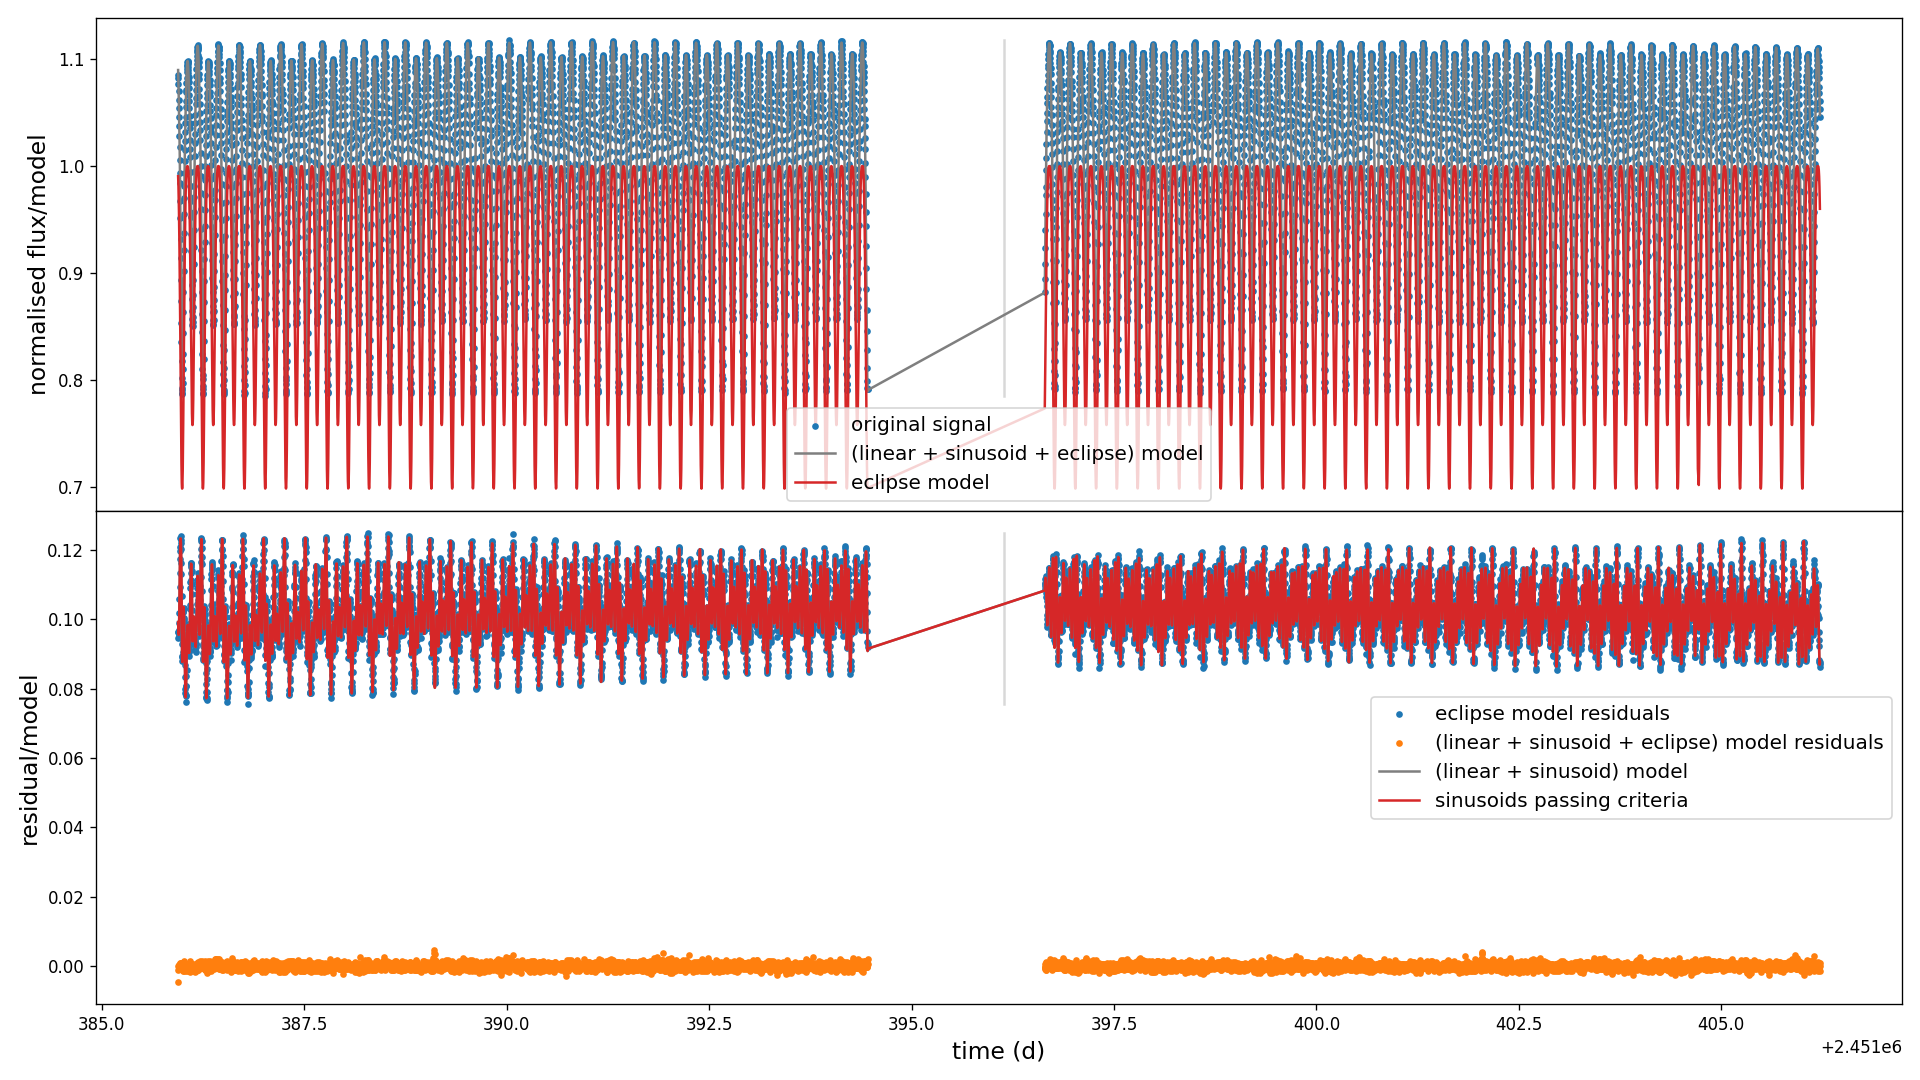 normalised flux/model
1.1
1.0
0.9
0.8
0.7
original signal
(linear + sinusoid + eclipse) model
eclipse model
residual/model
0.12
0.10
0.08
0.06
0.04
0.02
0.00
eclipse model residuals
(linear + sinusoid + eclipse) model residuals
(linear + sinusoid) model
sinusoids passing criteria
385.0 387.5 390.0 392.5 395.0 397.5 400.0 402.5 405.0
time (d)
+2.451e6